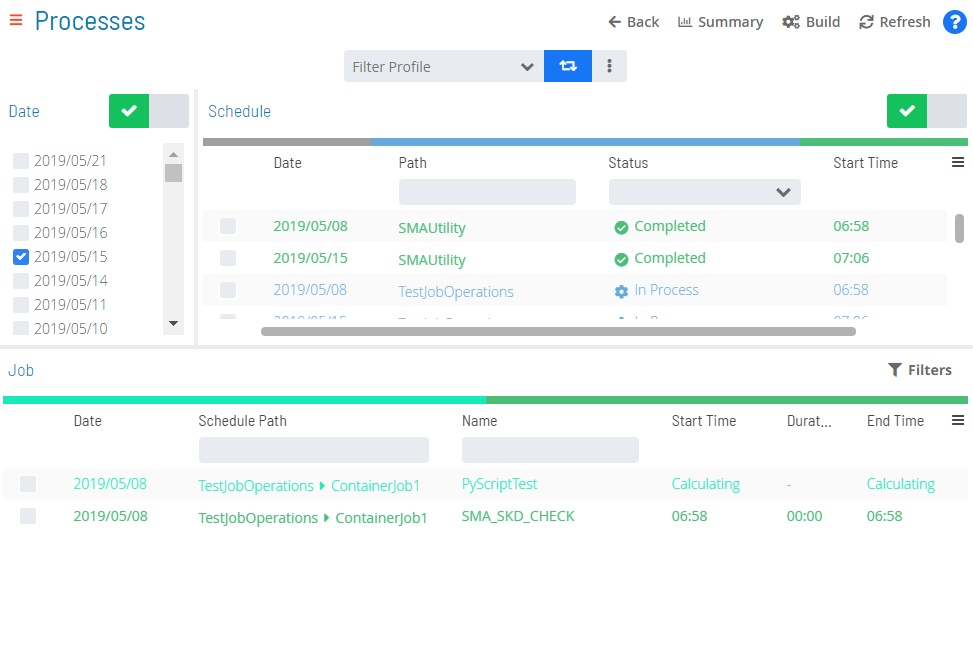 Processes
Back Summary Build Refresh ?
Filter Profile
Date
Schedule
2019/05/21
2019/05/18
2019/05/17
2019/05/16
2019/05/15
2019/05/14
2019/05/11
2019/05/10
Date Path Status Start Time
2019/05/08 SMAUtility Completed 06:58
2019/05/15 SMAUtility Completed 07:06
2019/05/08 TestJobOperations In Process 06:58
Job
Filters
Date Schedule Path Name Start Time Durat... End Time
2019/05/08 TestJobOperations ContainerJob1 PyScriptTest Calculating - Calculating
2019/05/08 TestJobOperations ContainerJob1 SMA_SKD_CHECK 06:58 00:00 06:58